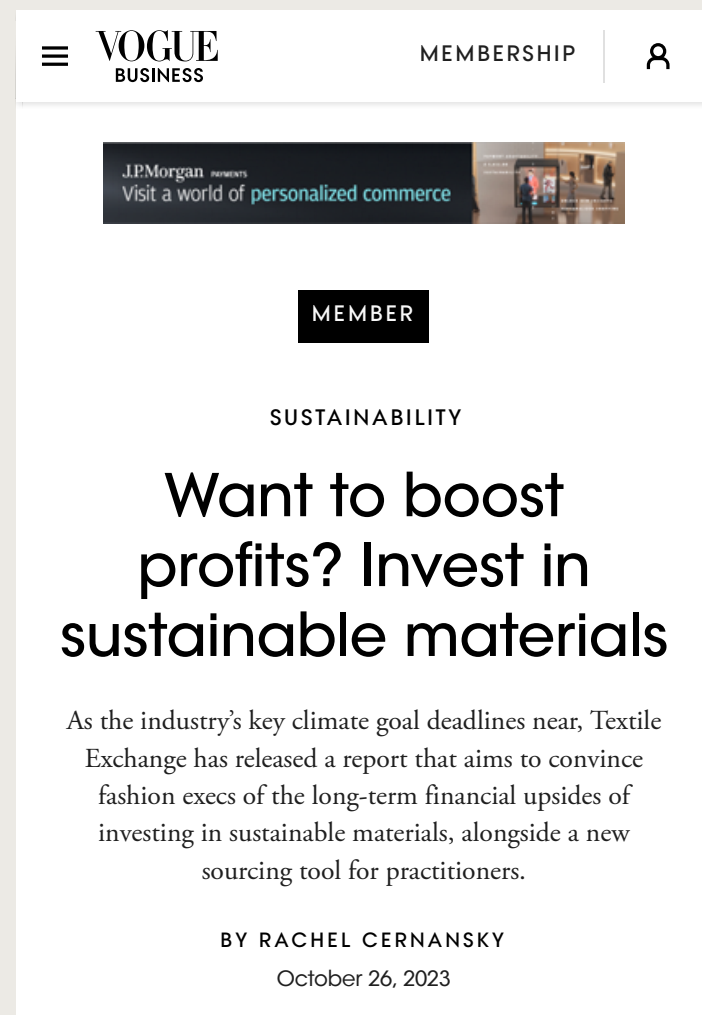 VOGUE
BUSINESS
MEMBERSHIP
J.P.Morgan PAYMENTS
Visit a world of personalized commerce
MEMBER
SUSTAINABILITY
Want to boost
profits? Invest in
sustainable materials
As the industry's key climate goal deadlines near, Textile
Exchange has released a report that aims to convince
fashion execs of the long-term financial upsides of
investing in sustainable materials, alongside a new
sourcing tool for practitioners.
BY RACHEL CERNANSKY
October 26, 2023